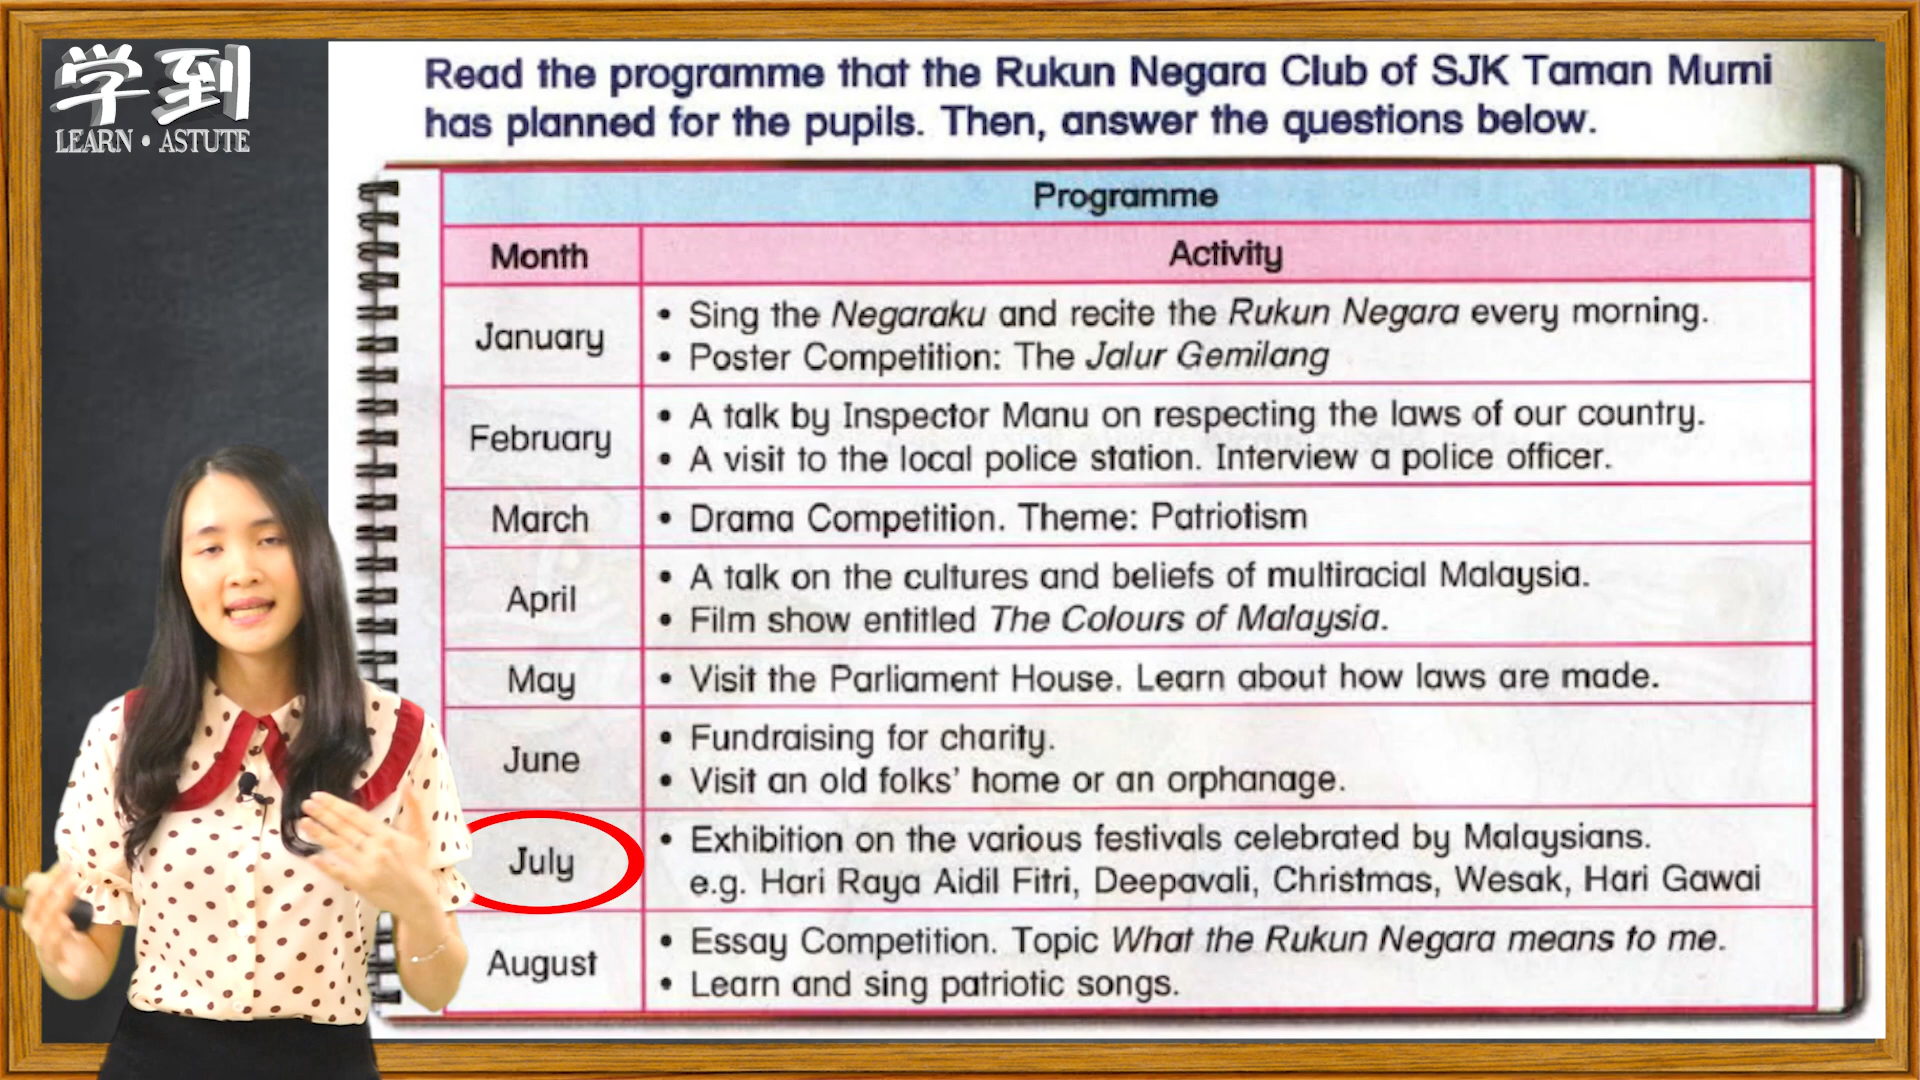 学到
LEARN • ASTUTE
Read the programme that the Rukun Negara Club of SJK Taman Murni
has planned for the pupils. Then, answer the questions below.
Programme
Month Activity
January
• Sing the Negaraku and recite the Rukun Negara every morning.
• Poster Competition: The Jalur Gemilang
February
• A talk by Inspector Manu on respecting the laws of our country.
• A visit to the local police station. Interview a police officer.
March
• Drama Competition. Theme: Patriotism
April
• A talk on the cultures and beliefs of multiracial Malaysia.
• Film show entitled The Colours of Malaysia.
May
• Visit the Parliament House. Learn about how laws are made.
June
• Fundraising for charity.
• Visit an old folks' home or an orphanage.
July
• Exhibition on the various festivals celebrated by Malaysians.
e.g. Hari Raya Aidil Fitri, Deepavali, Christmas, Wesak, Hari Gawai
August
• Essay Competition. Topic What the Rukun Negara means to me.
• Learn and sing patriotic songs.